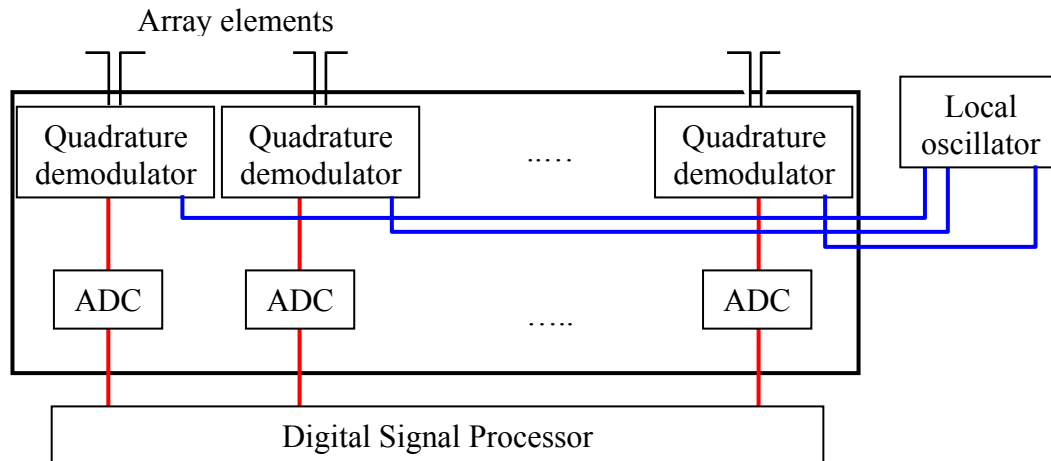 Array elements
Quadrature
demodulator
Quadrature
demodulator
......
Quadrature
demodulator
Local
oscillator
ADC
ADC
.....
ADC
Digital Signal Processor